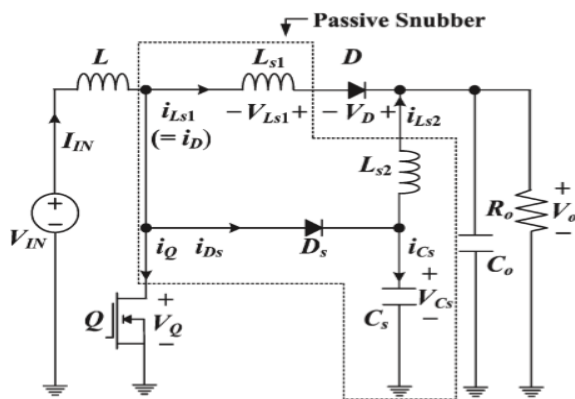 Passive Snubber
L
Ls1
D
iLs1
(= iD)
− VLs1 +
− VD +
iLs2
IIN
Ls2
+
−
VIN
iQ
iDs
Ds
iCs
Ro
+
Vo
−
Co
Q
+
VQ
−
Cs
+
VCs
−